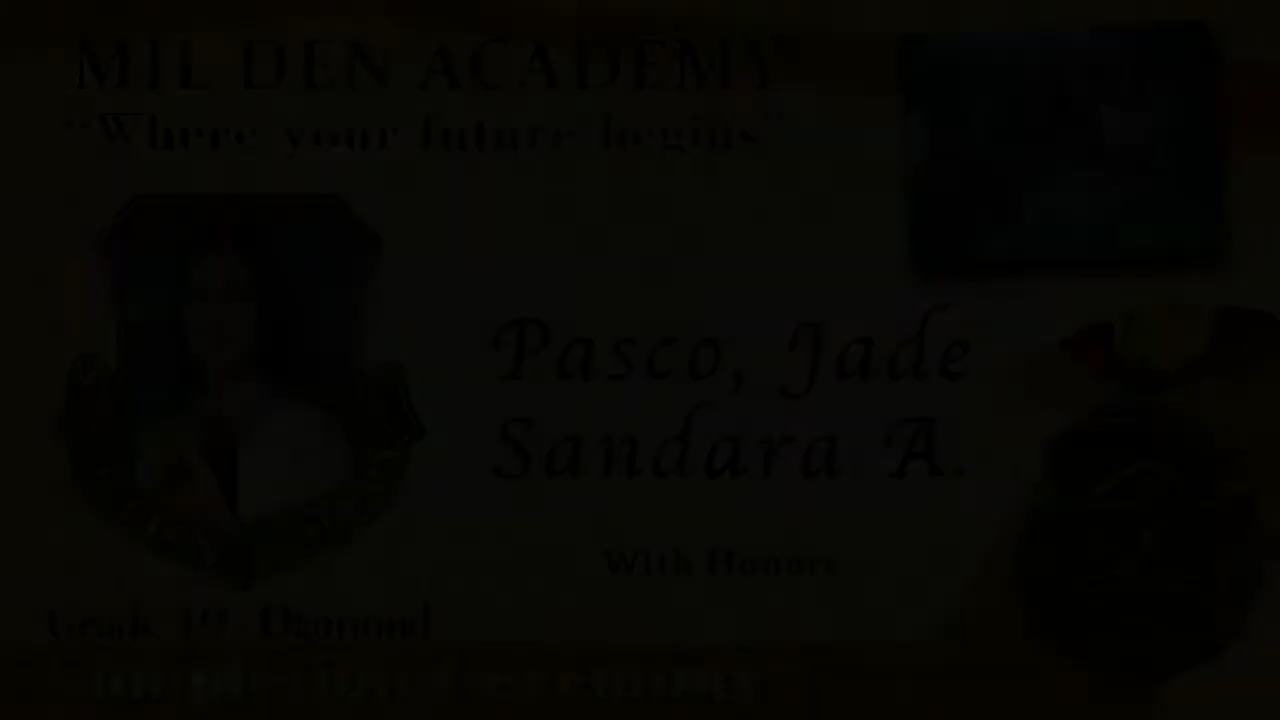 MIL DEN ACADEMY
"Where your future begins"
Pasco, Jade
Sandara A.
With Honors
Grade 10 Diamond